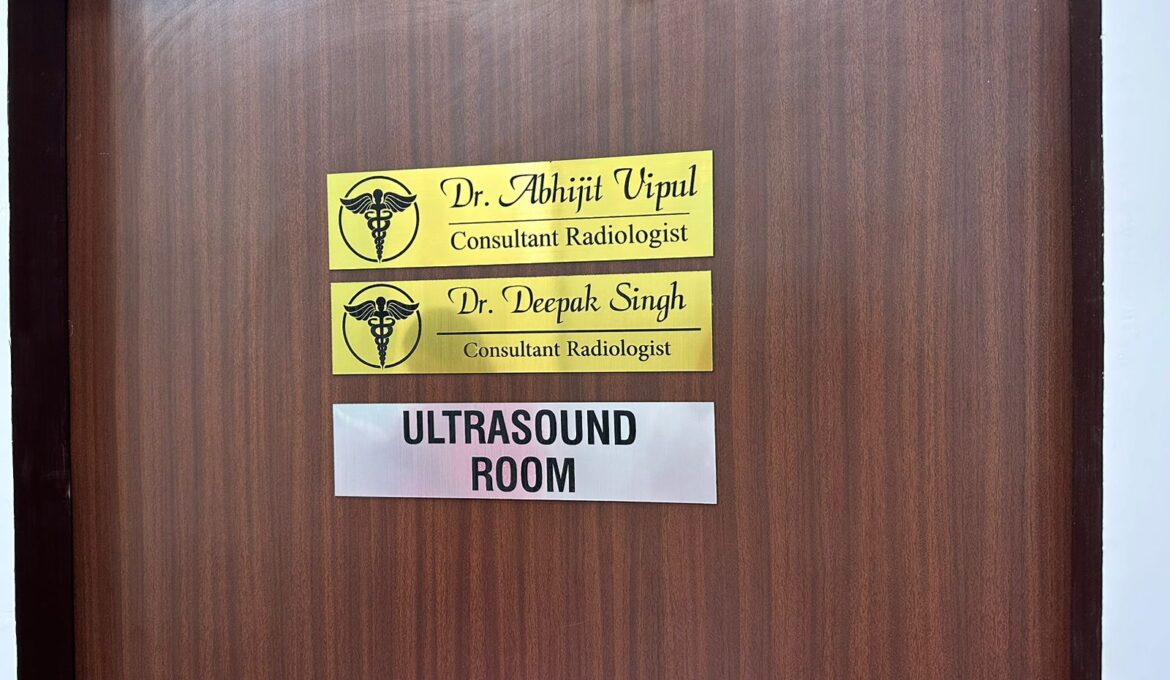 Dr. Abhijit Vipul
Consultant Radiologist
Dr. Deepak Singh
Consultant Radiologist
ULTRASOUND
ROOM